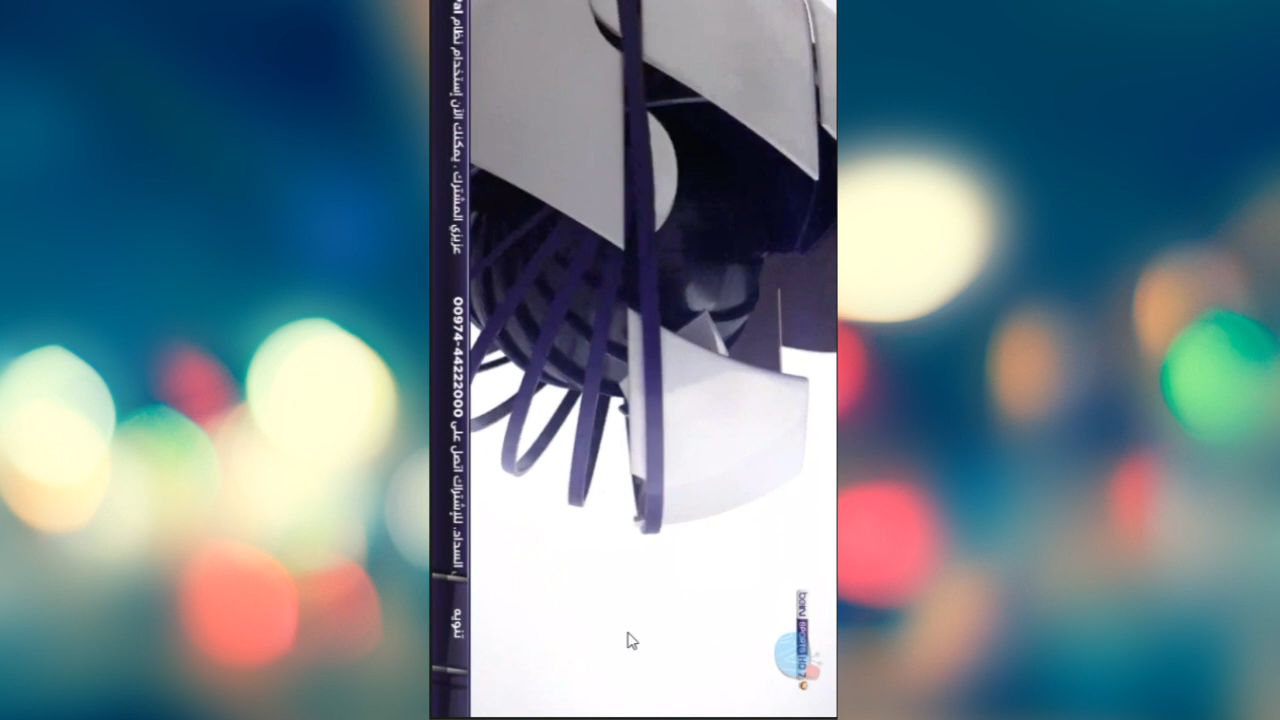 تنويه
السداد. للإشتراك اتصل على 00974-44222000 عزيزي المشترك , يمكنك الآن إستخدام نظام
beIN SPORTS HD 7